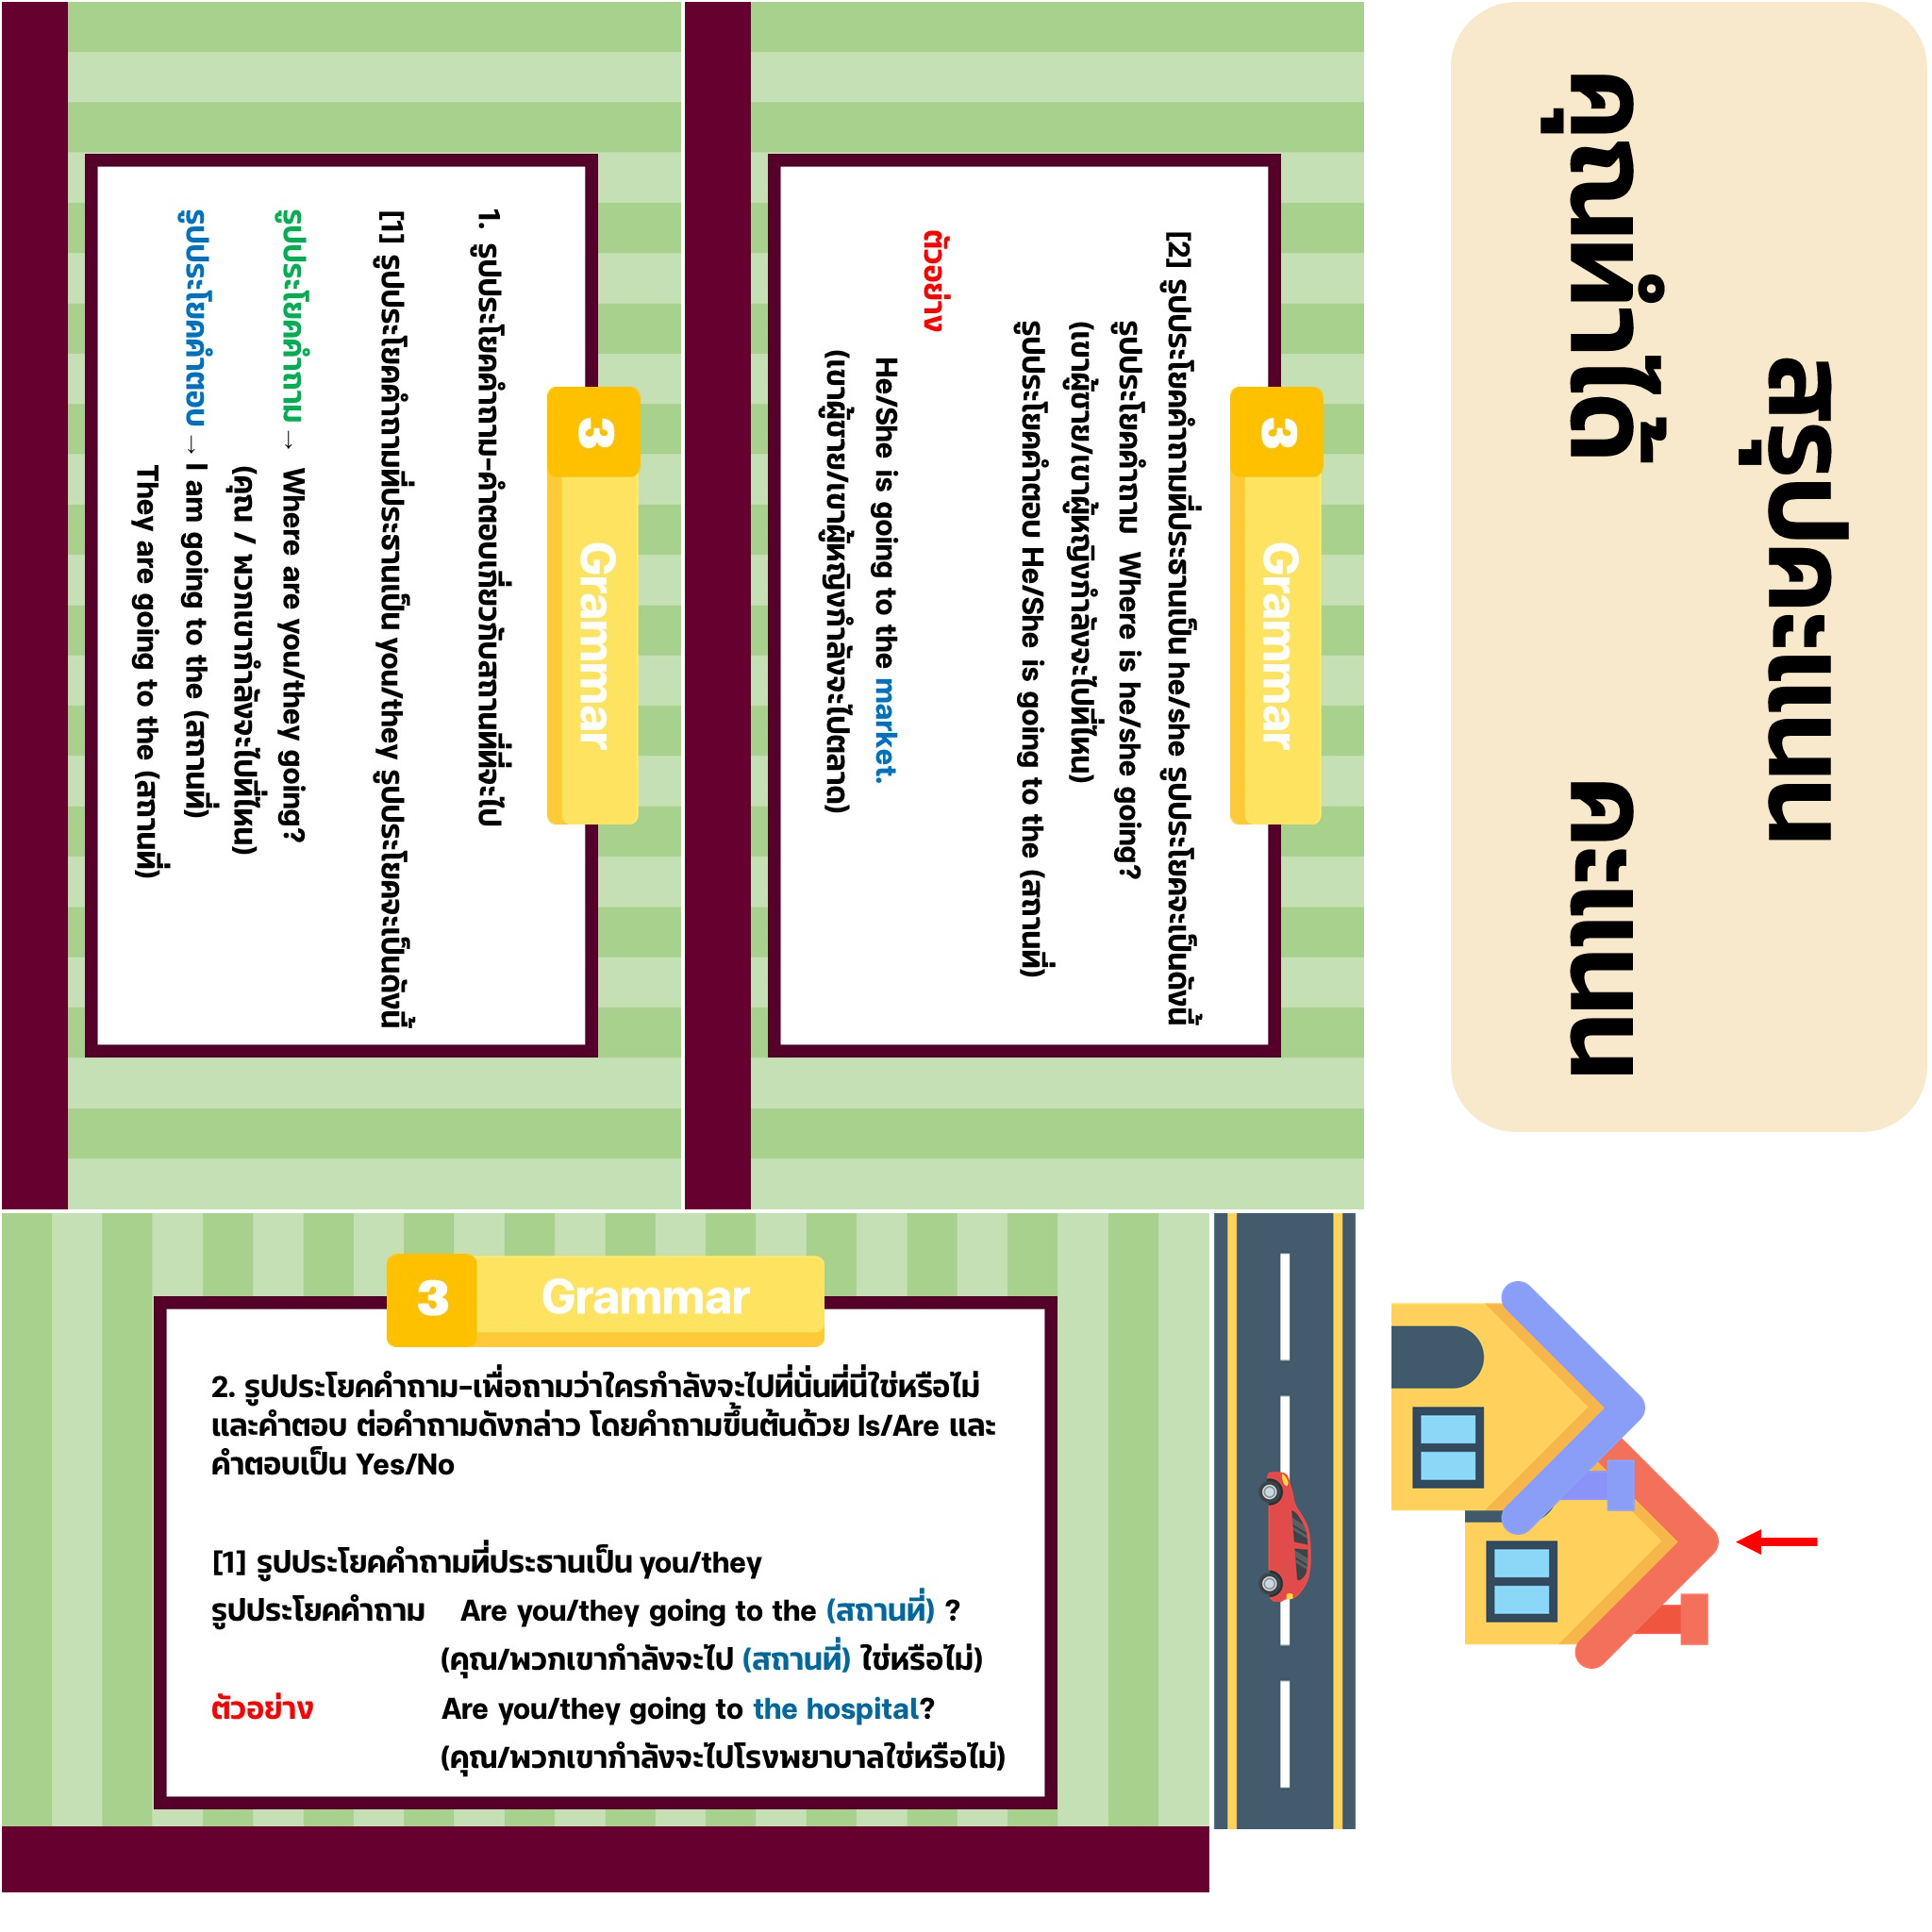 3 Grammar
1. รูปประโยคคำถาม-คำตอบเกี่ยวกับสถานที่ที่จะไป
[1] รูปประโยคคำถามที่ประธานเป็น you/they รูปประโยคจะเป็นดังนี้
รูปประโยคคำถาม→ Where are you/they going?
(คุณ / พวกเขากำลังจะไปที่ไหน)
รูปประโยคคำตอบ→ I am going to the (สถานที่)
They are going to the (สถานที่)
3 Grammar
[2] รูปประโยคคำถามที่ประธานเป็น he/she รูปประโยคจะเป็นดังนี้
รูปประโยคคำถาม Where is he/she going?
(เขาผู้ชาย/เขาผู้หญิงกำลังจะไปที่ไหน)
รูปประโยคคำตอบ He/She is going to the (สถานที่)
ตัวอย่าง
He/She is going to the market.
(เขาผู้ชาย/เขาผู้หญิงกำลังจะไปตลาด)
สรุปคะแนน
คุณทำได้ คะแนน
3 Grammar
2. รูปประโยคคำถาม-เพื่อถามว่าใครกำลังจะไปที่นั่นที่นี่ใช่หรือไม่
และคำตอบ ต่อคำถามดังกล่าว โดยคำถามขึ้นต้นด้วย Is/Are และ
คำตอบเป็น Yes/No
[1] รูปประโยคคำถามที่ประธานเป็น you/they
รูปประโยคคำถาม Are you/they going to the (สถานที่) ?
(คุณ/พวกเขากำลังจะไป (สถานที่) ใช่หรือไม่)
ตัวอย่าง Are you/they going to the hospital?
(คุณ/พวกเขากำลังจะไปโรงพยาบาลใช่หรือไม่)